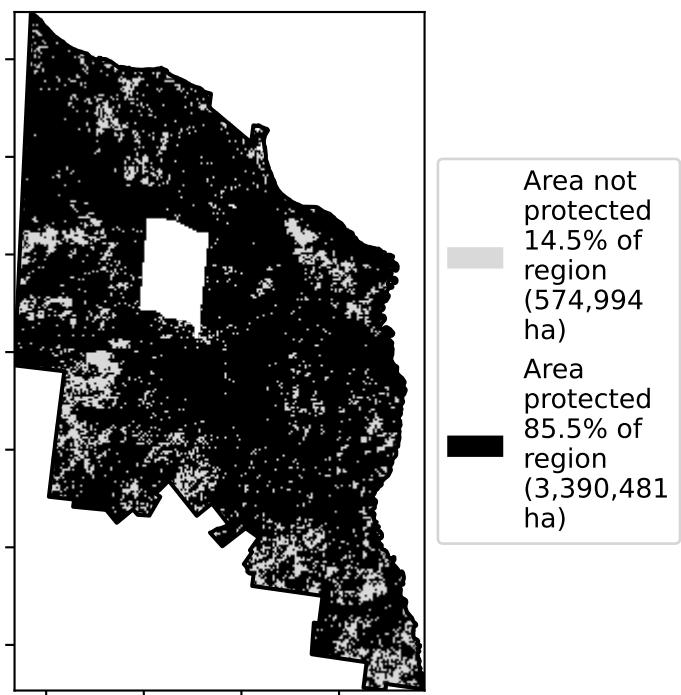 Area not
protected
14.5% of
region
(574,994
ha)
Area
protected
85.5% of
region
(3,390,481
ha)